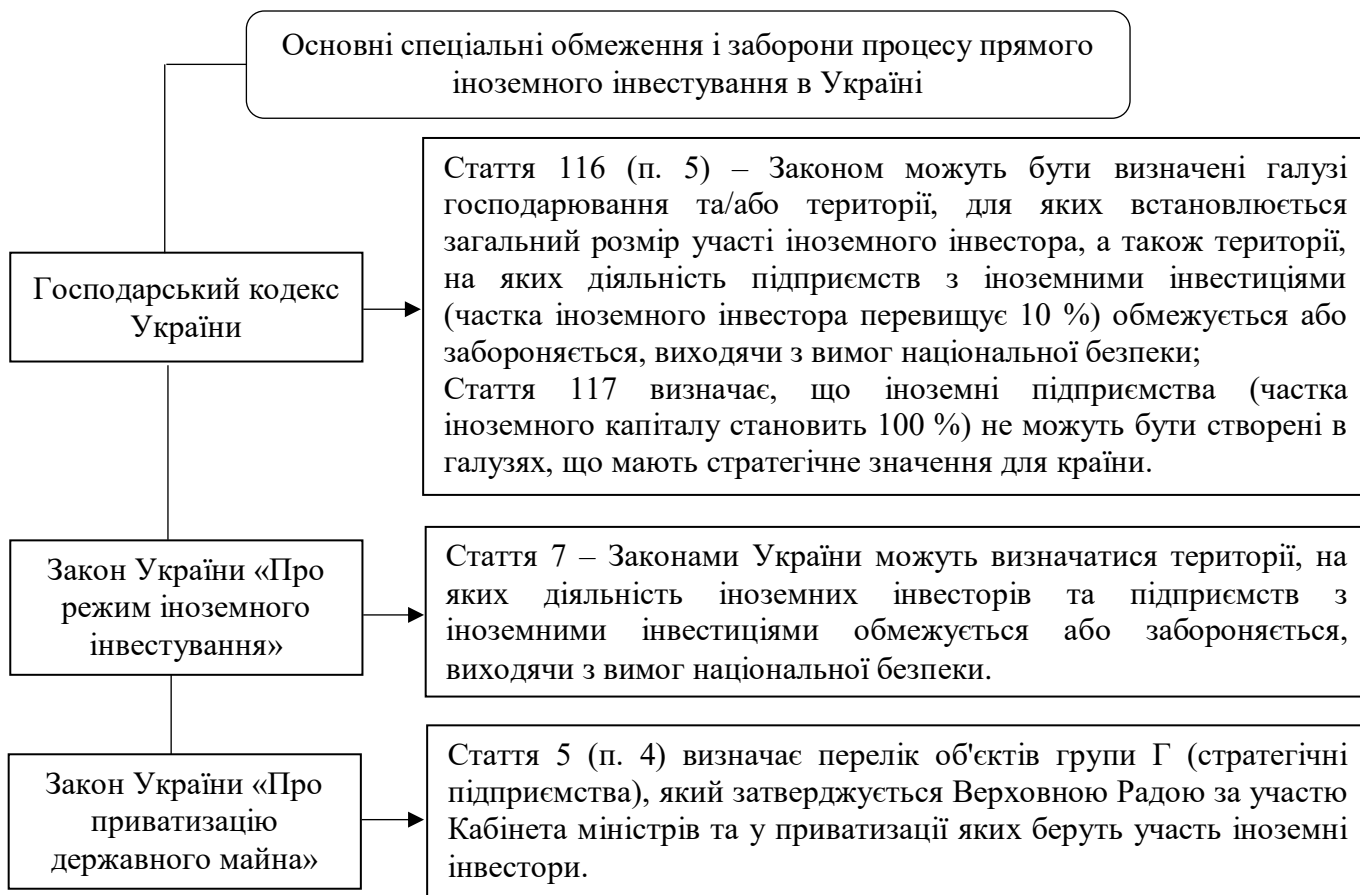 Основні спеціальні обмеження і заборони процесу прямого
іноземного інвестування в Україні
Господарський кодекс
України
Стаття 116 (п. 5) – Законом можуть бути визначені галузі
господарювання та/або території, для яких встановлюється
загальний розмір участі іноземного інвестора, а також території,
на яких діяльність підприємств з іноземними інвестиціями
(частка іноземного інвестора перевищує 10 %) обмежується або
забороняється, виходячи з вимог національної безпеки;
Стаття 117 визначає, що іноземні підприємства (частка
іноземного капіталу становить 100 %) не можуть бути створені в
галузях, що мають стратегічне значення для країни.
Закон України «Про
режим іноземного
інвестування»
Стаття 7 – Законами України можуть визначатися території, на
яких діяльність іноземних інвесторів та підприємств з
іноземними інвестиціями обмежується або забороняється,
виходячи з вимог національної безпеки.
Закон України «Про
приватизацію
державного майна»
Стаття 5 (п. 4) визначає перелік об'єктів групи Г (стратегічні
підприємства), який затверджується Верховною Радою за участю
Кабінета міністрів та у приватизації яких беруть участь іноземні
інвестори.